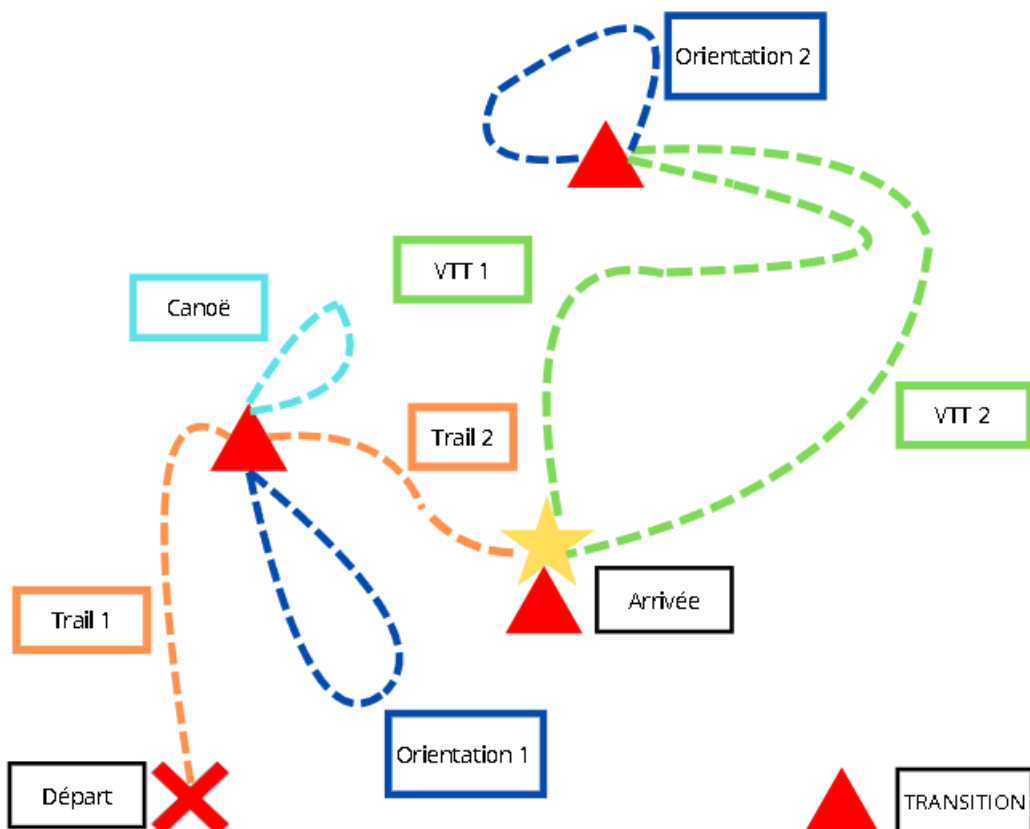 Orientation 2
VTT 1
Canoë
VTT 2
Trail 2
Arrivée
Trail 1
Orientation 1
Départ
TRANSITION